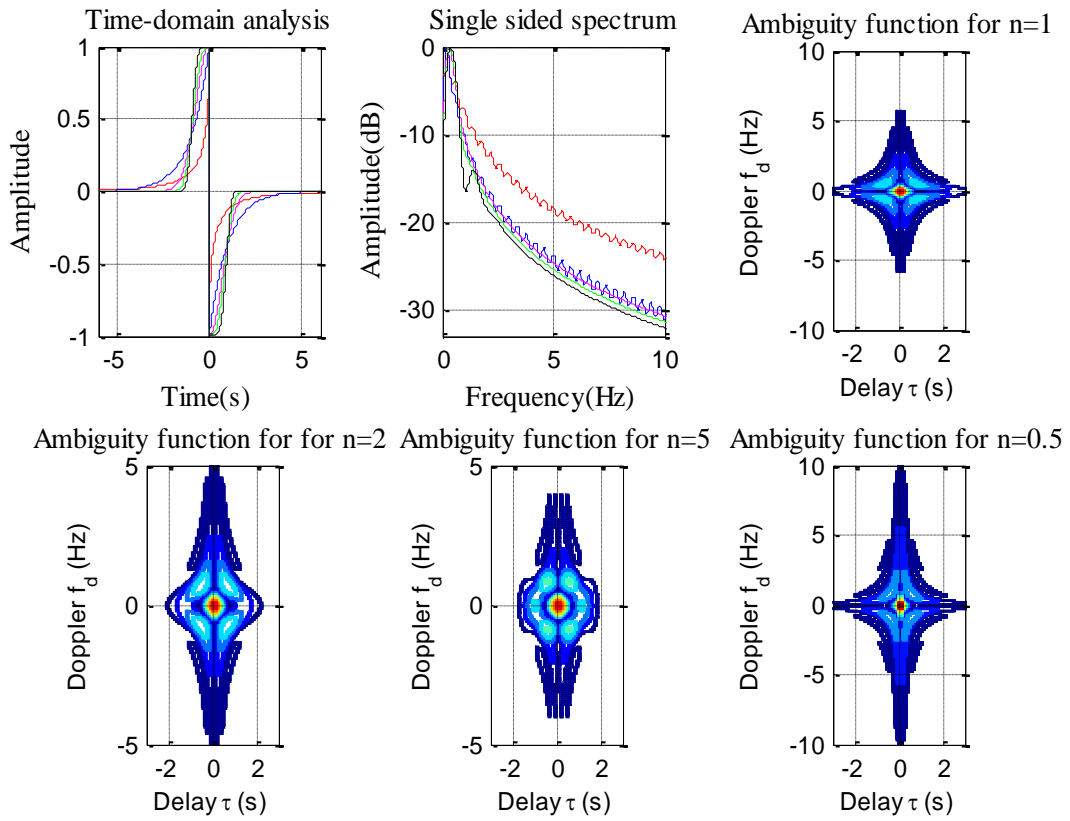 Time-domain analysis
1
0.5
0
-0.5
-1
-5 0 5
Amplitude
Time(s)
Single sided spectrum
0
-10
-20
-30
0 5 10
Amplitude(dB)
Frequency(Hz)
Ambiguity function for n=1
10
5
0
-5
-10
-2 0 2
Doppler f_d (Hz)
Delay τ (s)
Ambiguity function for for n=2
5
0
-5
-2 0 2
Doppler f_d (Hz)
Delay τ (s)
Ambiguity function for n=5
5
0
-5
-2 0 2
Doppler f_d (Hz)
Delay τ (s)
Ambiguity function for n=0.5
10
5
0
-5
-10
-2 0 2
Doppler f_d (Hz)
Delay τ (s)